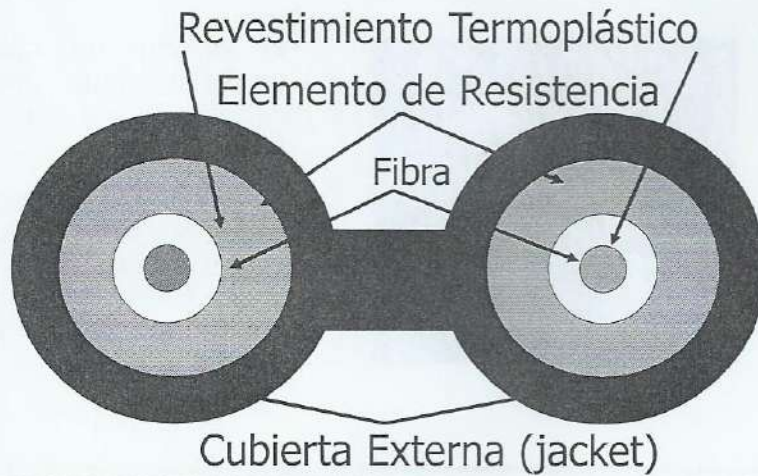 Revestimiento Termoplástico
Elemento de Resistencia
Fibra
Cubierta Externa (jacket)